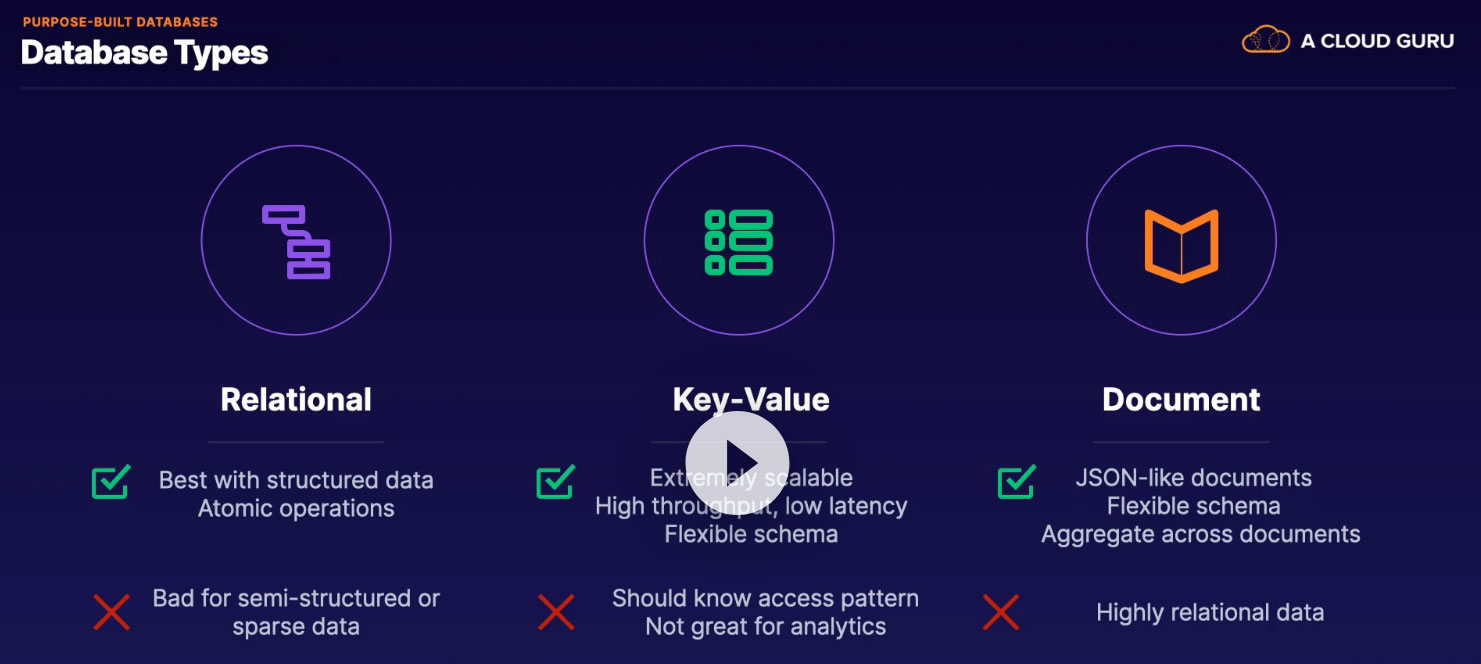 PURPOSE-BUILT DATABASES
Database Types
A CLOUD GURU
Relational
Best with structured data
Atomic operations
Bad for semi-structured or
sparse data
Key-Value
Extremely scalable
High throughput, low latency
Flexible schema
Should know access pattern
Not great for analytics
Document
JSON-like documents
Flexible schema
Aggregate across documents
Highly relational data